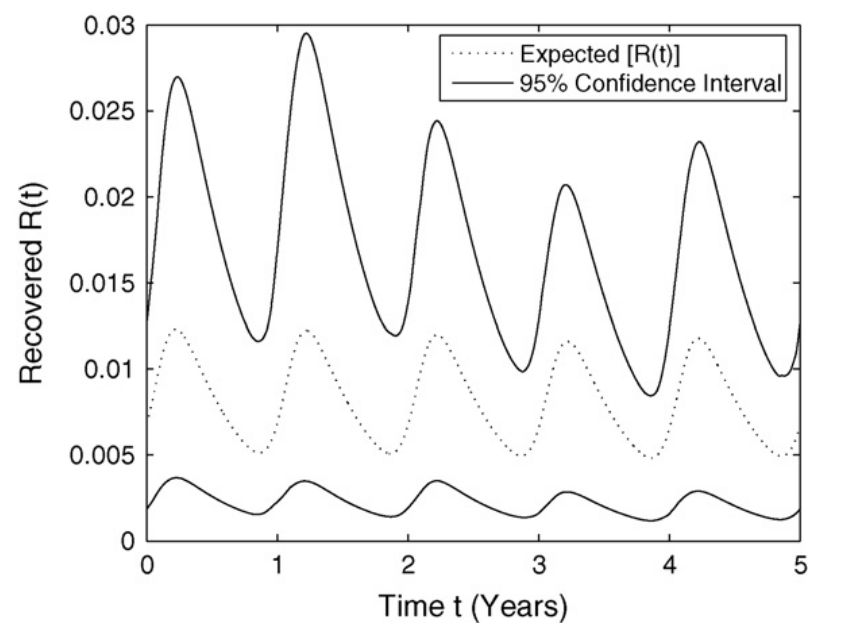 0.03
0.025
0.02
0.015
0.01
0.005
0
Recovered R(t)
Expected [R(t)]
95% Confidence Interval
0 1 2 3 4 5
Time t (Years)